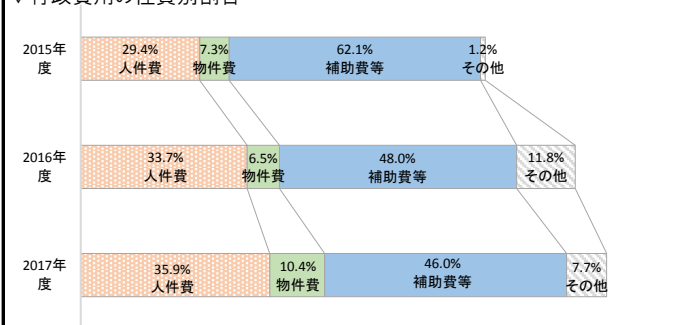 ▽行政費用の性質別割合
2015年度
29.4% 7.3% 62.1% 1.2%
人件費 物件費 補助費等 その他
2016年度
33.7% 6.5% 48.0% 11.8%
人件費 物件費 補助費等 その他
2017年度
35.9% 10.4% 46.0% 7.7%
人件費 物件費 補助費等 その他